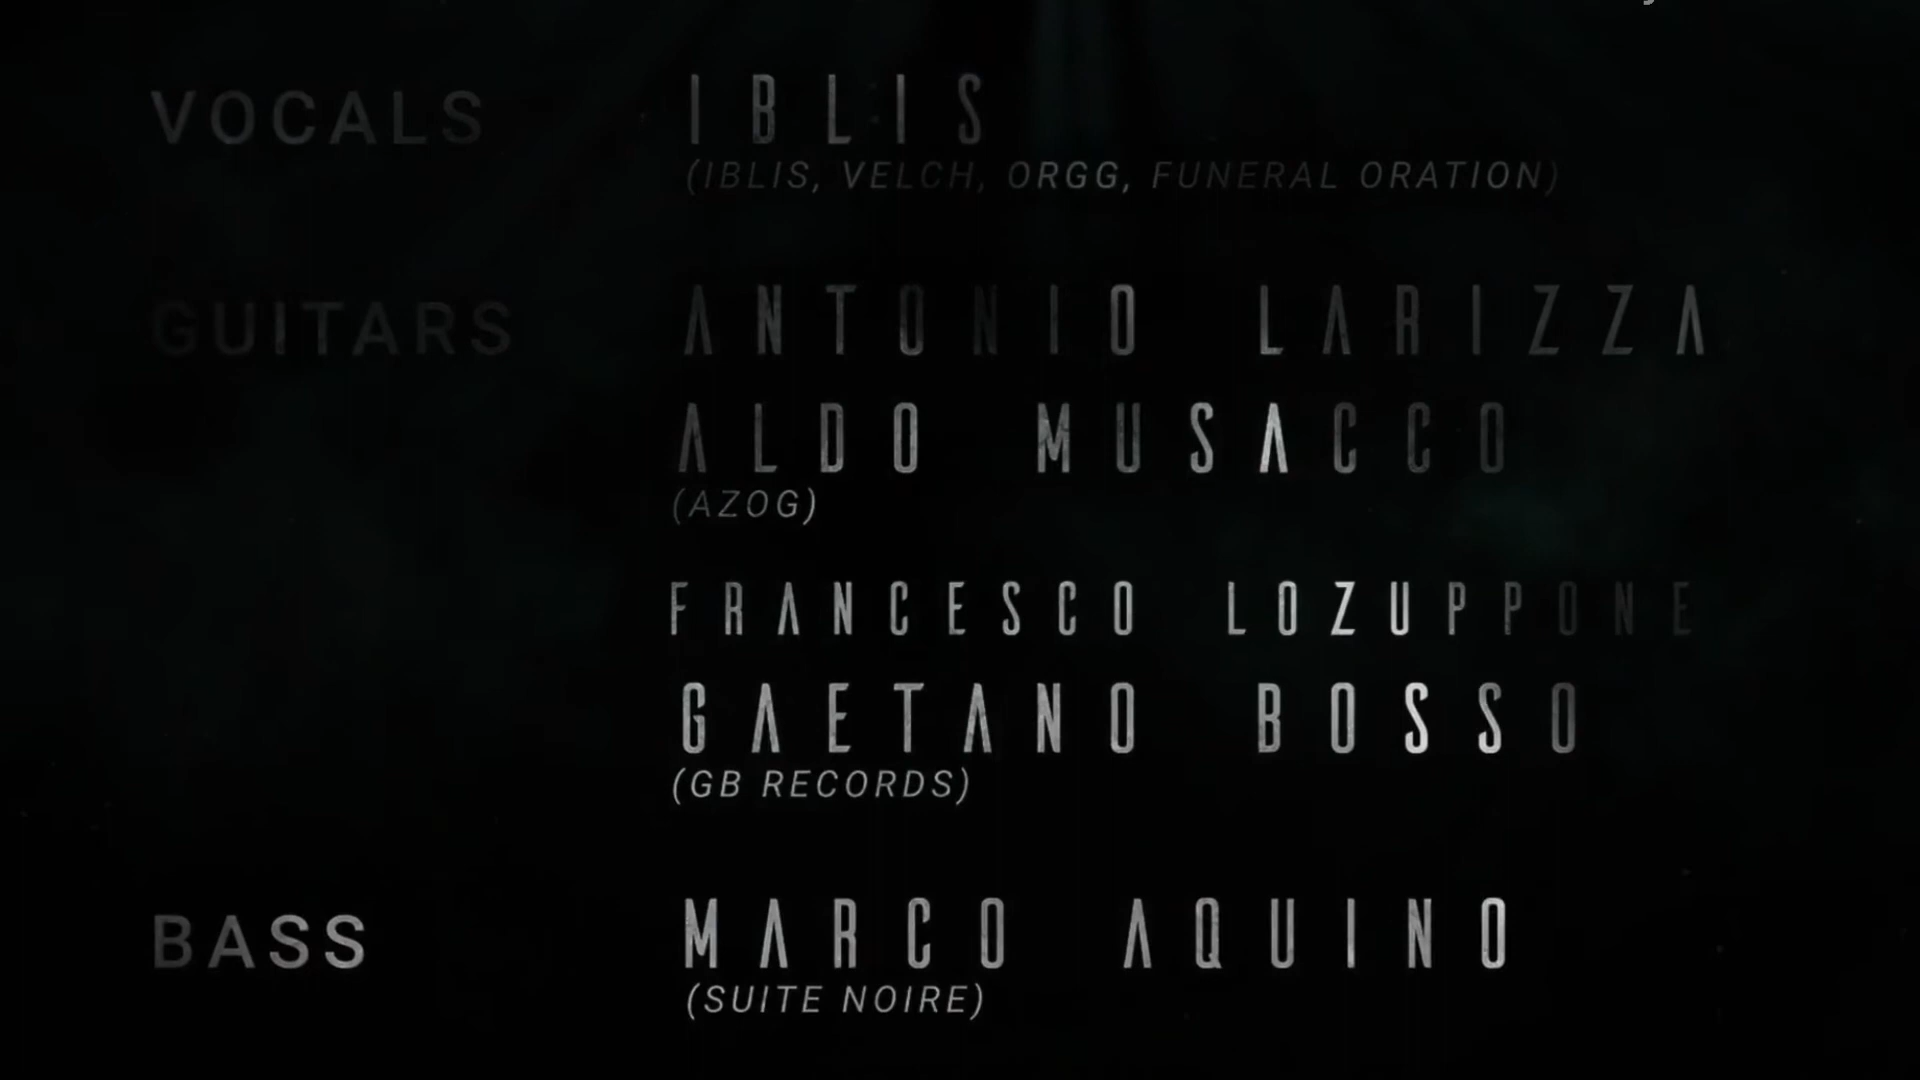 VOCALS IBLIS
(IBLIS, VELCH, ORGG, FUNERAL ORATION)
GUITARS ANTONIO LARIZZA
ALDO MUSACCO
(AZOG)
FRANCESCO LOZUPPONE
GAETANO BOSSO
(GB RECORDS)
BASS MARCO AQUINO
(SUITE NOIRE)